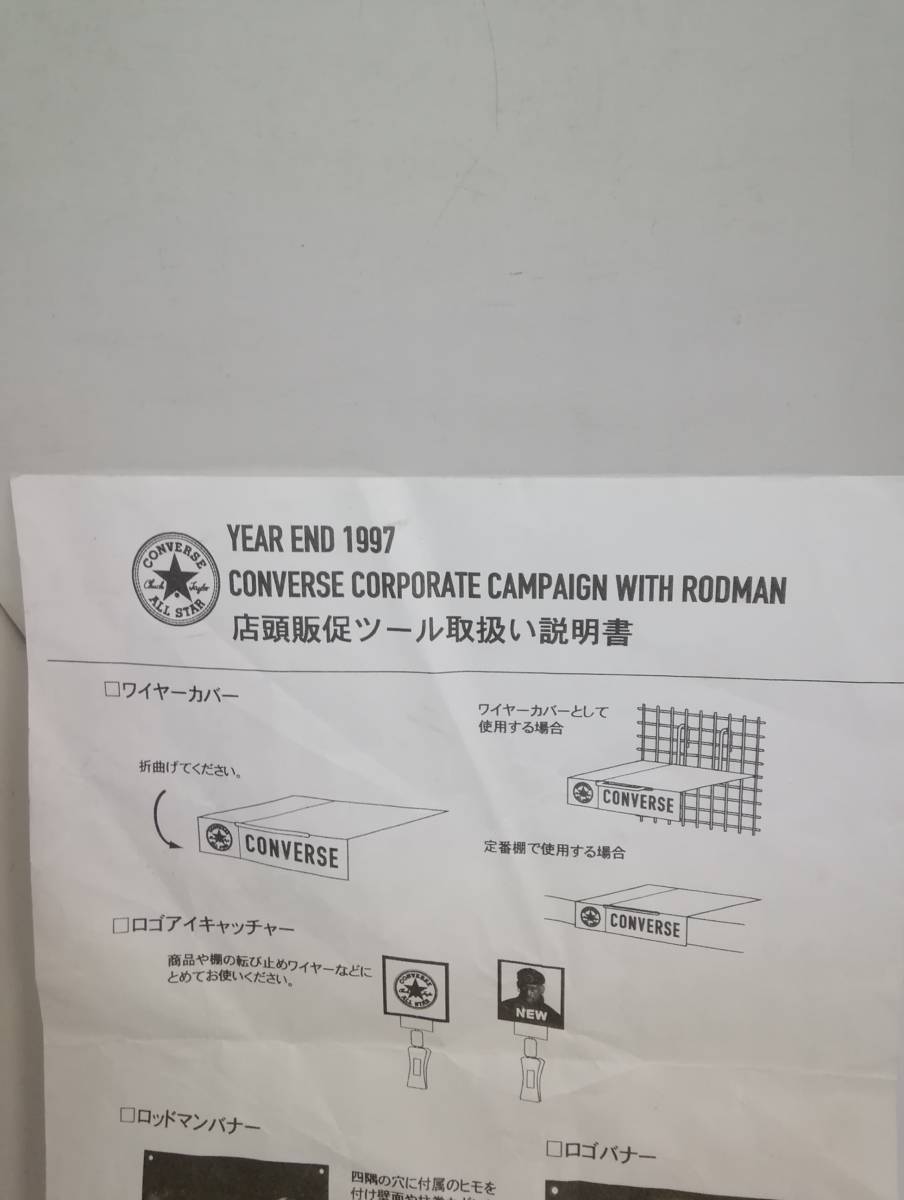 YEAR END 1997
CONVERSE CORPORATE CAMPAIGN WITH RODMAN
店頭販促ツール取扱い説明書
CONVERSE
Chuck Taylor
ALL STAR
□ワイヤーカバー
折曲げてください。
CONVERSE
ワイヤーカバーとして
使用する場合
CONVERSE
定番棚で使用する場合
CONVERSE
□ロゴアイキャッチャー
商品や棚の転び止めワイヤーなどに
とめてお使いください。
CONVERSE
ALL STAR
NEW
□ロッドマンバナー
四隅の穴に付属のヒモを
□ロゴバナー